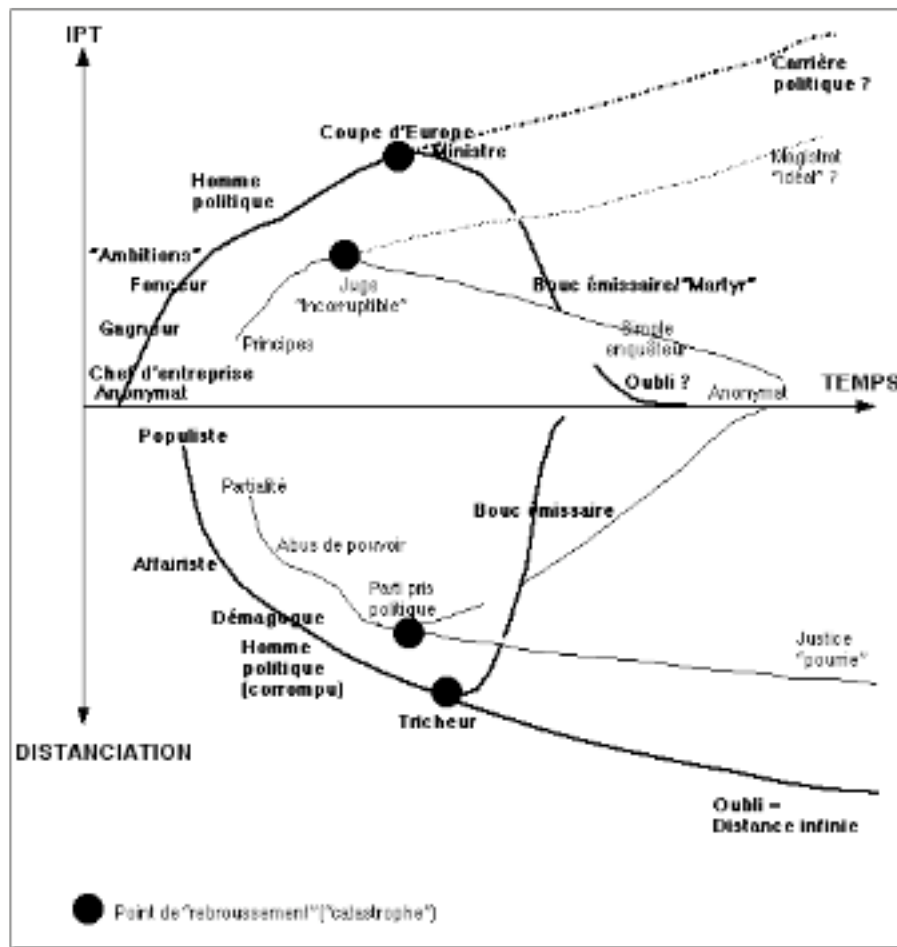 IPT
Carrière
politique ?
Coupe d'Europe
"Ministre
Magistrat
"Idéal" ?
Homme
politique
"Ambitions"
Fonceur
Juge
"Incorruptible"
Bouc émissaire/"Martyr"
Gagneur
Principes
Simple
enquêteur
Chef d'entreprise
Anonymat
Oubli ?
Anonymat
TEMPS
Populiste
Partialité
Bouc émissaire
Abus de pouvoir
Affairiste
Parti pris
politique
Démagogue
Homme
politique
(corrompu)
Justice
"pourrie"
Tricheur
DISTANCIATION
Oubli =
Distance infinie
Point de "rebroussement" ("catastrophe")